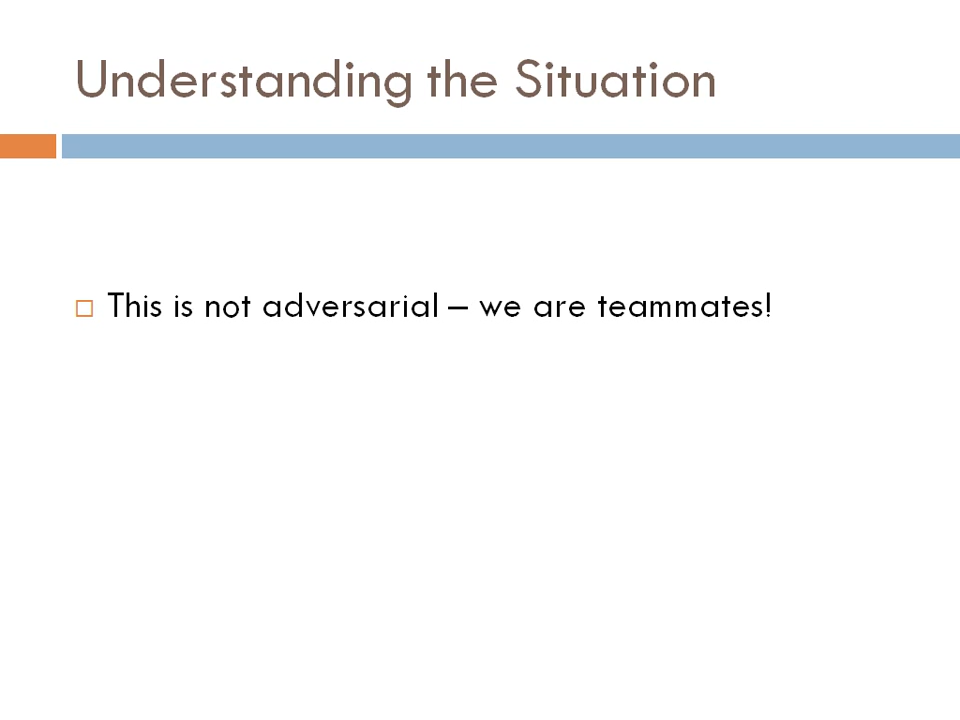 Understanding the Situation
This is not adversarial – we are teammates!